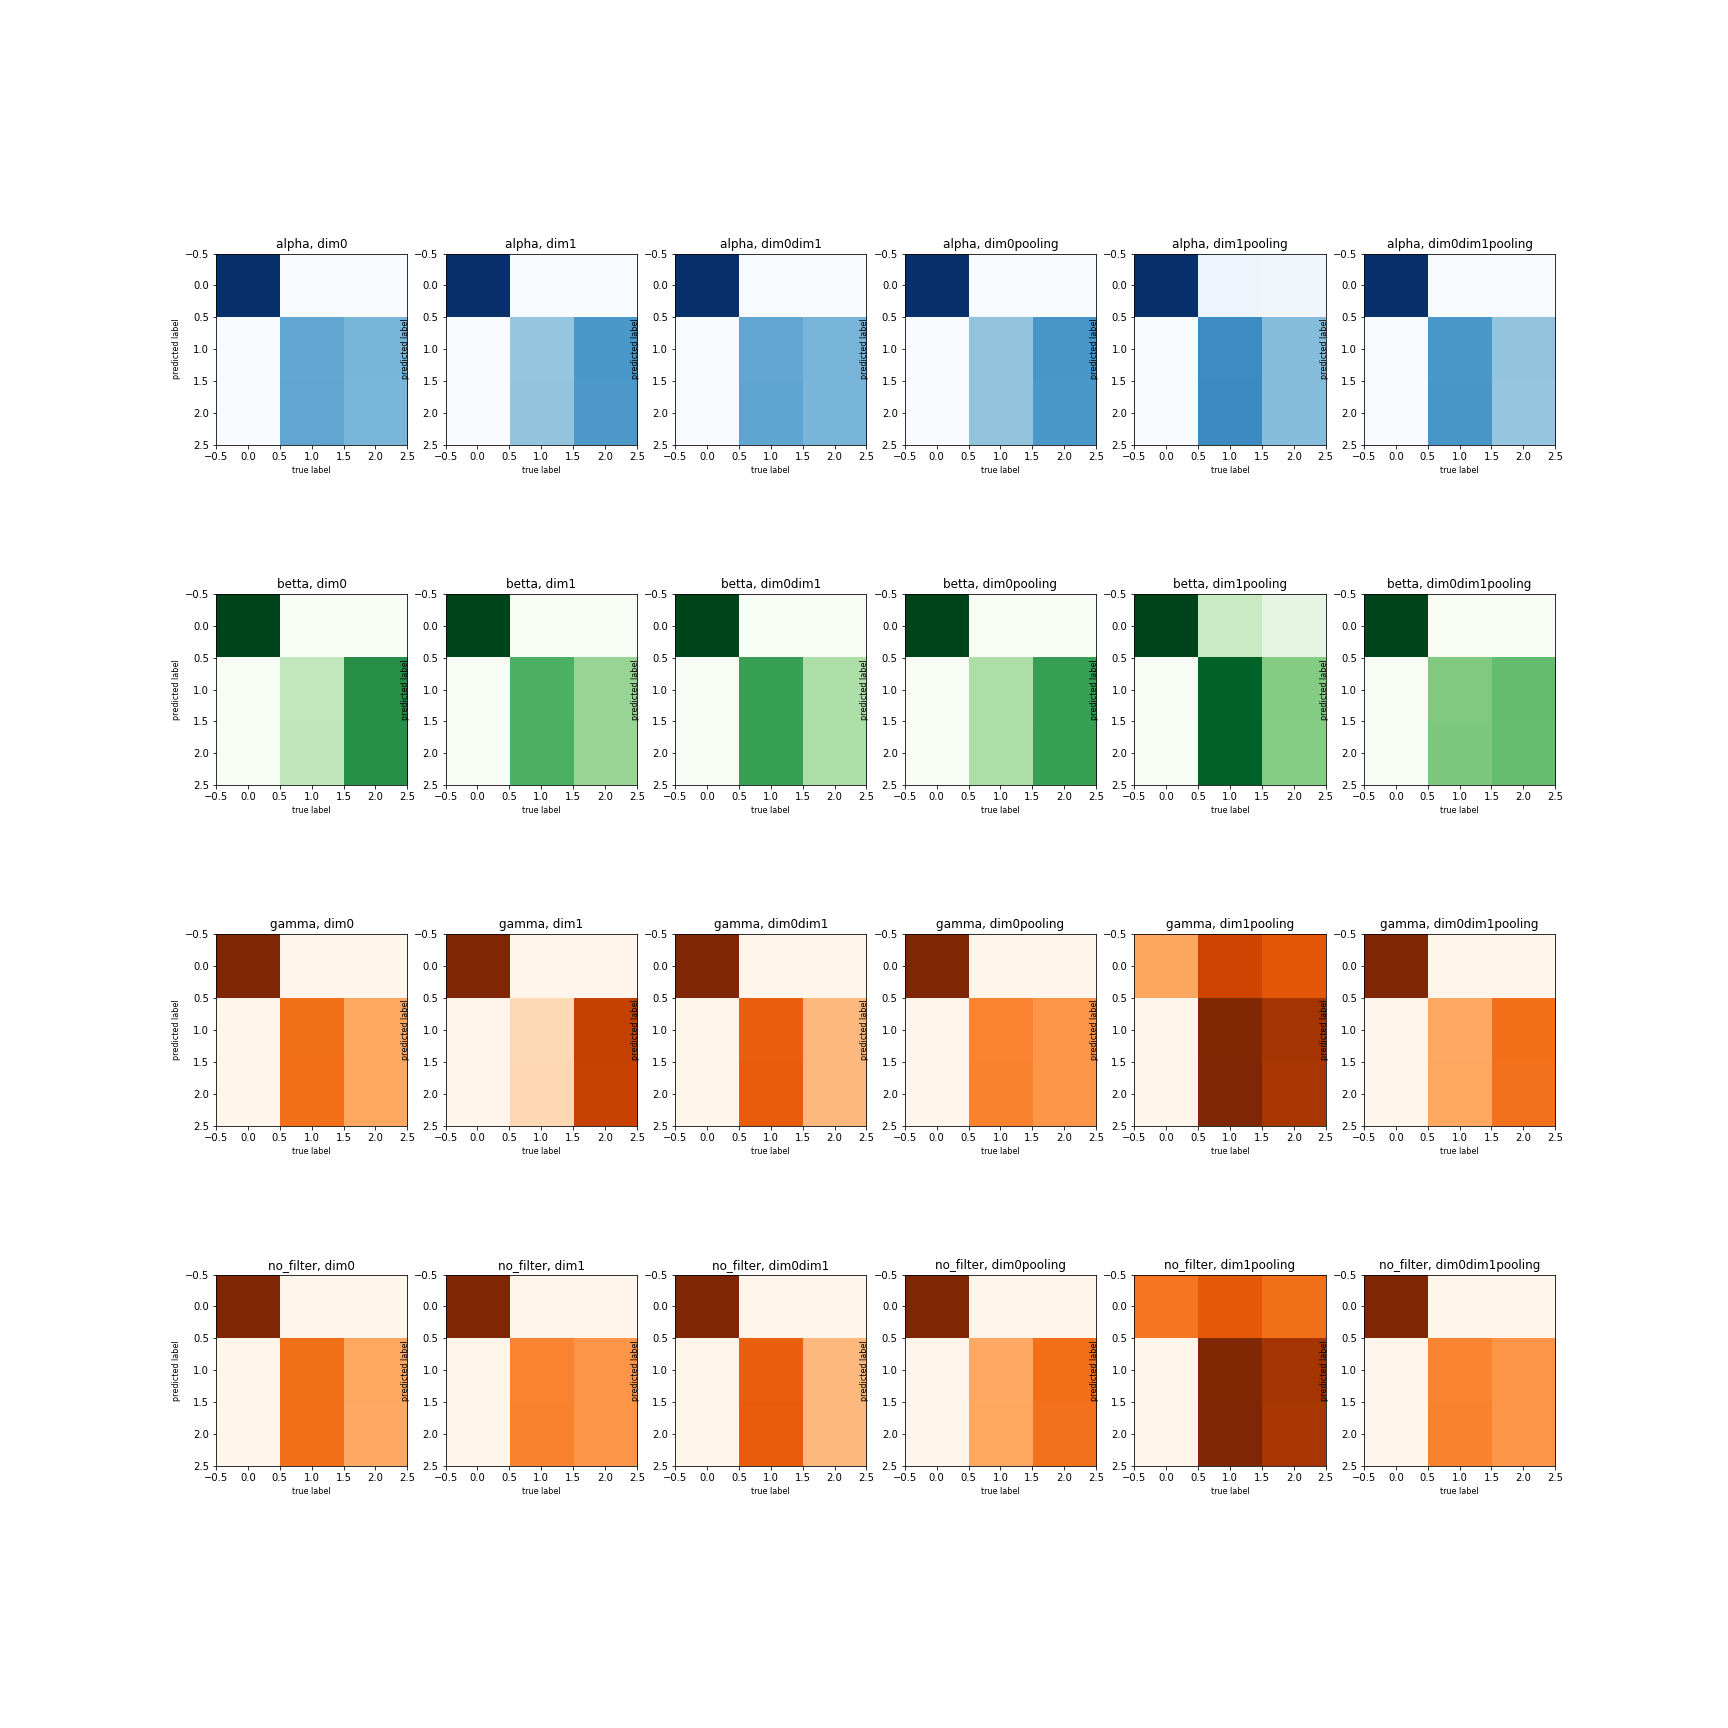 alpha, dim0 alpha, dim1 alpha, dim0dim1 alpha, dim0pooling alpha, dim1pooling alpha, dim0dim1pooling
−0.5 −0.5 −0.5 −0.5 −0.5 −0.5
0.0 0.0 0.0 0.0 0.0 0.0
0.5 0.5 0.5 0.5 0.5 0.5
predicted label predicted label predicted label predicted label predicted label predicted label
1.0 1.0 1.0 1.0 1.0 1.0
1.5 1.5 1.5 1.5 1.5 1.5
2.0 2.0 2.0 2.0 2.0 2.0
2.5 2.5 2.5 2.5 2.5 2.5
−0.5 0.0 0.5 1.0 1.5 2.0 2.5 −0.5 0.0 0.5 1.0 1.5 2.0 2.5 −0.5 0.0 0.5 1.0 1.5 2.0 2.5 −0.5 0.0 0.5 1.0 1.5 2.0 2.5 −0.5 0.0 0.5 1.0 1.5 2.0 2.5 −0.5 0.0 0.5 1.0 1.5 2.0 2.5
true label true label true label true label true label true label
betta, dim0 betta, dim1 betta, dim0dim1 betta, dim0pooling betta, dim1pooling betta, dim0dim1pooling
−0.5 −0.5 −0.5 −0.5 −0.5 −0.5
0.0 0.0 0.0 0.0 0.0 0.0
0.5 0.5 0.5 0.5 0.5 0.5
predicted label predicted label predicted label predicted label predicted label predicted label
1.0 1.0 1.0 1.0 1.0 1.0
1.5 1.5 1.5 1.5 1.5 1.5
2.0 2.0 2.0 2.0 2.0 2.0
2.5 2.5 2.5 2.5 2.5 2.5
−0.5 0.0 0.5 1.0 1.5 2.0 2.5 −0.5 0.0 0.5 1.0 1.5 2.0 2.5 −0.5 0.0 0.5 1.0 1.5 2.0 2.5 −0.5 0.0 0.5 1.0 1.5 2.0 2.5 −0.5 0.0 0.5 1.0 1.5 2.0 2.5 −0.5 0.0 0.5 1.0 1.5 2.0 2.5
true label true label true label true label true label true label
gamma, dim0 gamma, dim1 gamma, dim0dim1 gamma, dim0pooling gamma, dim1pooling gamma, dim0dim1pooling
−0.5 −0.5 −0.5 −0.5 −0.5 −0.5
0.0 0.0 0.0 0.0 0.0 0.0
0.5 0.5 0.5 0.5 0.5 0.5
predicted label predicted label predicted label predicted label predicted label predicted label
1.0 1.0 1.0 1.0 1.0 1.0
1.5 1.5 1.5 1.5 1.5 1.5
2.0 2.0 2.0 2.0 2.0 2.0
2.5 2.5 2.5 2.5 2.5 2.5
−0.5 0.0 0.5 1.0 1.5 2.0 2.5 −0.5 0.0 0.5 1.0 1.5 2.0 2.5 −0.5 0.0 0.5 1.0 1.5 2.0 2.5 −0.5 0.0 0.5 1.0 1.5 2.0 2.5 −0.5 0.0 0.5 1.0 1.5 2.0 2.5 −0.5 0.0 0.5 1.0 1.5 2.0 2.5
true label true label true label true label true label true label
no_filter, dim0 no_filter, dim1 no_filter, dim0dim1 no_filter, dim0pooling no_filter, dim1pooling no_filter, dim0dim1pooling
−0.5 −0.5 −0.5 −0.5 −0.5 −0.5
0.0 0.0 0.0 0.0 0.0 0.0
0.5 0.5 0.5 0.5 0.5 0.5
predicted label predicted label predicted label predicted label predicted label predicted label
1.0 1.0 1.0 1.0 1.0 1.0
1.5 1.5 1.5 1.5 1.5 1.5
2.0 2.0 2.0 2.0 2.0 2.0
2.5 2.5 2.5 2.5 2.5 2.5
−0.5 0.0 0.5 1.0 1.5 2.0 2.5 −0.5 0.0 0.5 1.0 1.5 2.0 2.5 −0.5 0.0 0.5 1.0 1.5 2.0 2.5 −0.5 0.0 0.5 1.0 1.5 2.0 2.5 −0.5 0.0 0.5 1.0 1.5 2.0 2.5 −0.5 0.0 0.5 1.0 1.5 2.0 2.5
true label true label true label true label true label true label